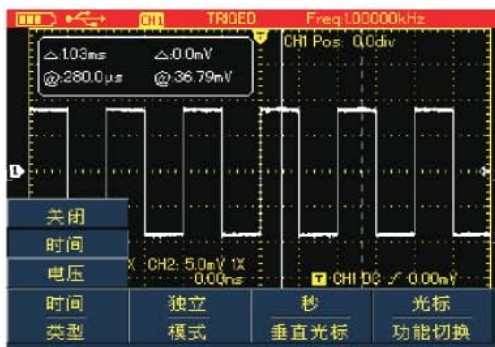 CH1 TRIGED Freq:1.00000kHz
△1.03ms △0.0mV
@:280.0μs @:36.79mV
T
CH1 Pos: 0.0div
1
关闭
时间
电压
X CH2: 5.0mV 1X
0.00ns T CH1 DC 0.00mV
时间 独立 秒 光标
类型 模式 垂直光标 功能切换